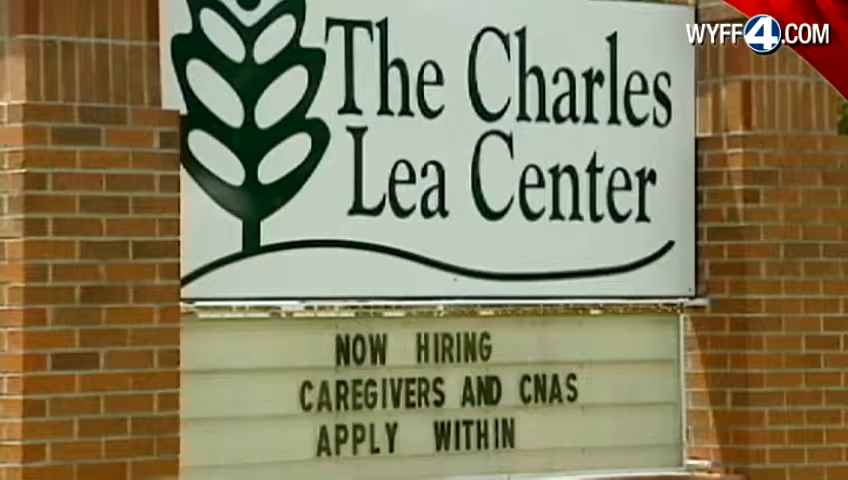 WYFF4.COM
The Charles
Lea Center
NOW HIRING
CAREGIVERS AND CNAS
APPLY WITHIN